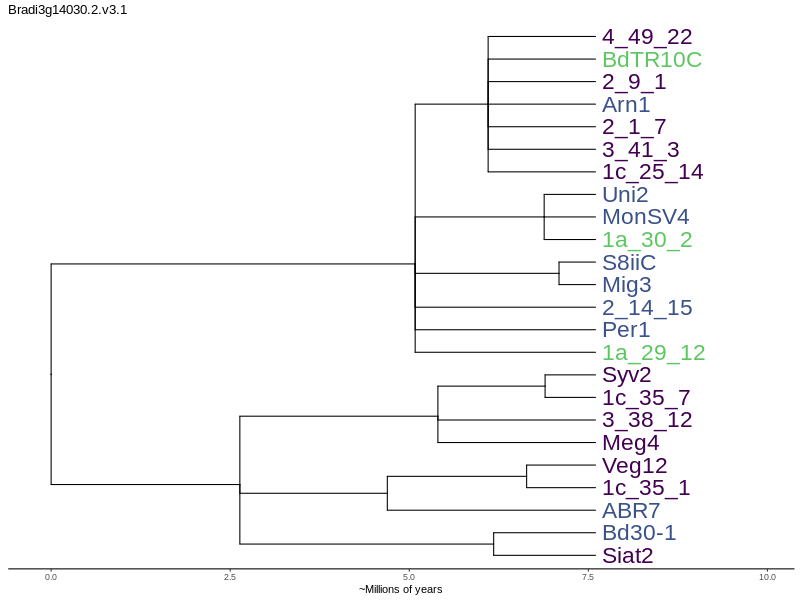 Bradi3g14030.2.v3.1
4_49_22
BdTR10C
2_9_1
Arn1
2_1_7
3_41_3
1c_25_14
Uni2
MonSV4
1a_30_2
S8iiC
Mig3
2_14_15
Per1
1a_29_12
Syv2
1c_35_7
3_38_12
Meg4
Veg12
1c_35_1
ABR7
Bd30-1
Siat2
0.0 2.5 5.0 7.5 10.0
~Millions of years